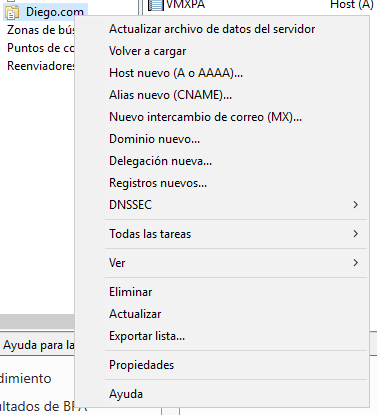 Diego.com
VMXPA Host (A)
Zonas de bús
Puntos de co
Reenviadores
Actualizar archivo de datos del servidor
Volver a cargar
Host nuevo (A o AAAA)...
Alias nuevo (CNAME)...
Nuevo intercambio de correo (MX)...
Dominio nuevo...
Delegación nueva...
Registros nuevos...
DNSSEC
Todas las tareas
Ver
Eliminar
Actualizar
Exportar lista...
Propiedades
Ayuda
Ayuda para la
dimiento
ultados de BPA